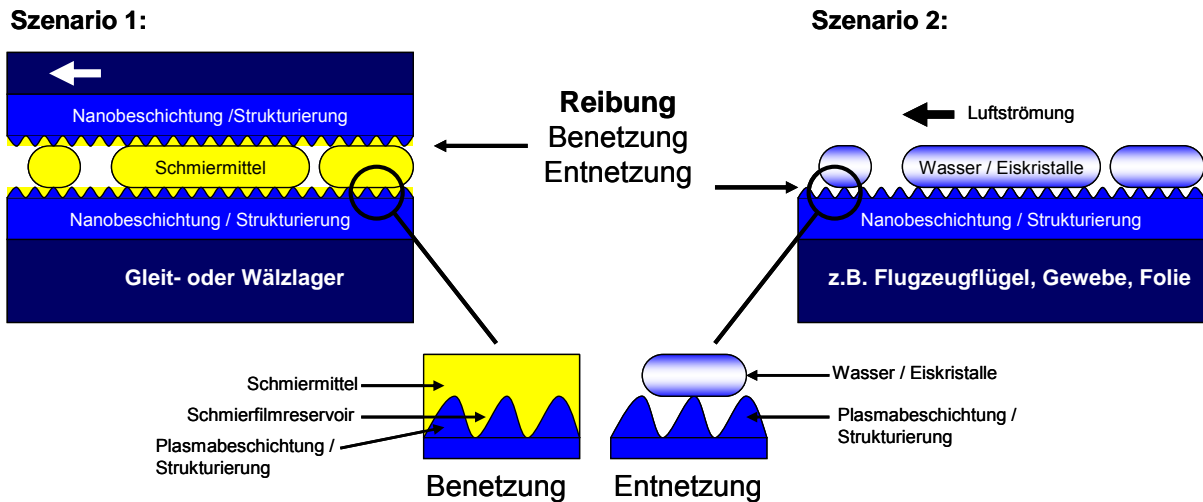 Szenario 1:
Szenario 2:
Nanobeschichtung /Strukturierung
Schmiermittel
Nanobeschichtung / Strukturierung
Gleit- oder Wälzlager
Reibung
Benetzung
Entnetzung
Luftströmung
Wasser / Eiskristalle
Nanobeschichtung / Strukturierung
z.B. Flugzeugflügel, Gewebe, Folie
Schmiermittel
Schmierfilmreservoir
Plasmabeschichtung /
Strukturierung
Benetzung
Wasser / Eiskristalle
Plasmabeschichtung /
Strukturierung
Entnetzung